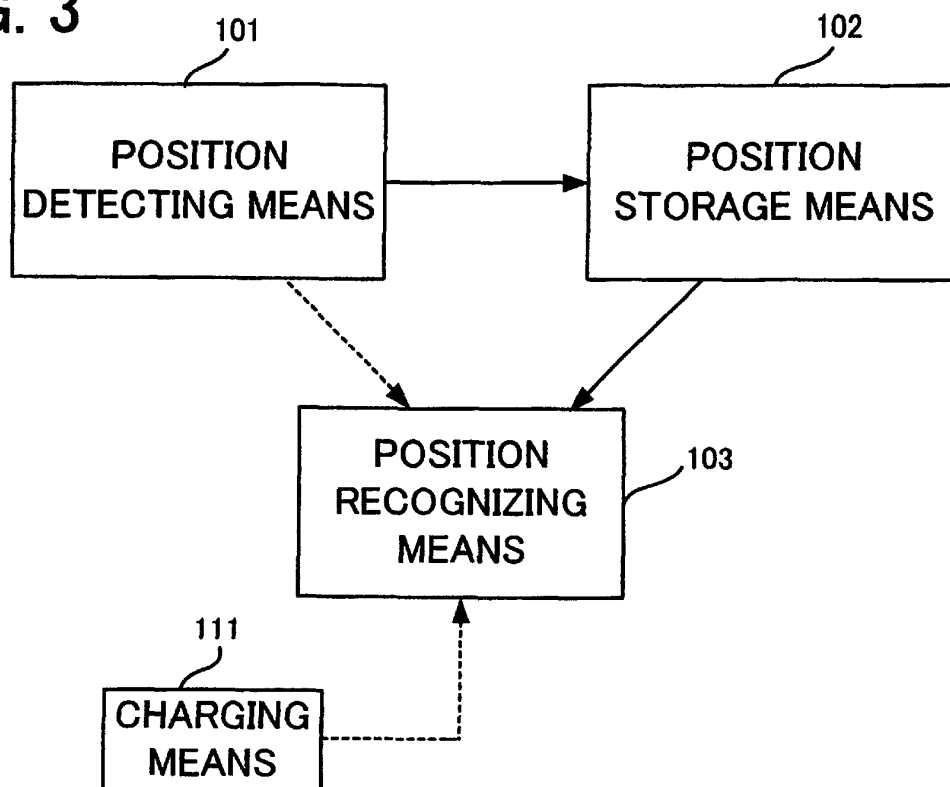 G. 3
101
102
POSITION
DETECTING MEANS
POSITION
STORAGE MEANS
POSITION
RECOGNIZING
MEANS
103
111
CHARGING
MEANS